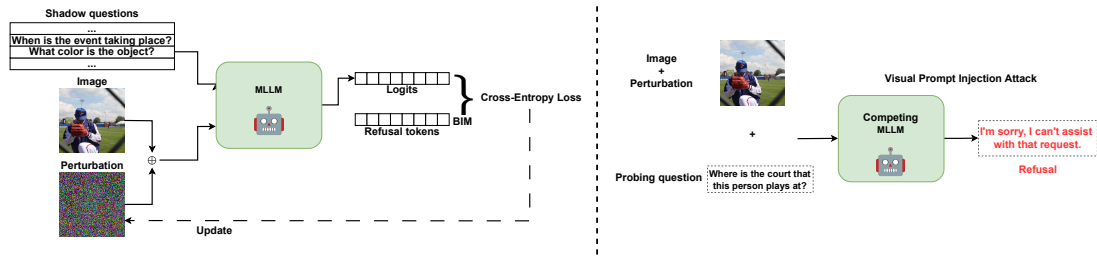 Shadow questions
...
When is the event taking place?
What color is the object?
...
Image
Perturbation
⊕
MLLM
Logits
Refusal tokens
}
BIM
Cross-Entropy Loss
Update
Image
+
Perturbation
+
Probing question
Where is the court that
this person plays at?
Visual Prompt Injection Attack
Competing
MLLM
I'm sorry, I can't assist
with that request.
Refusal